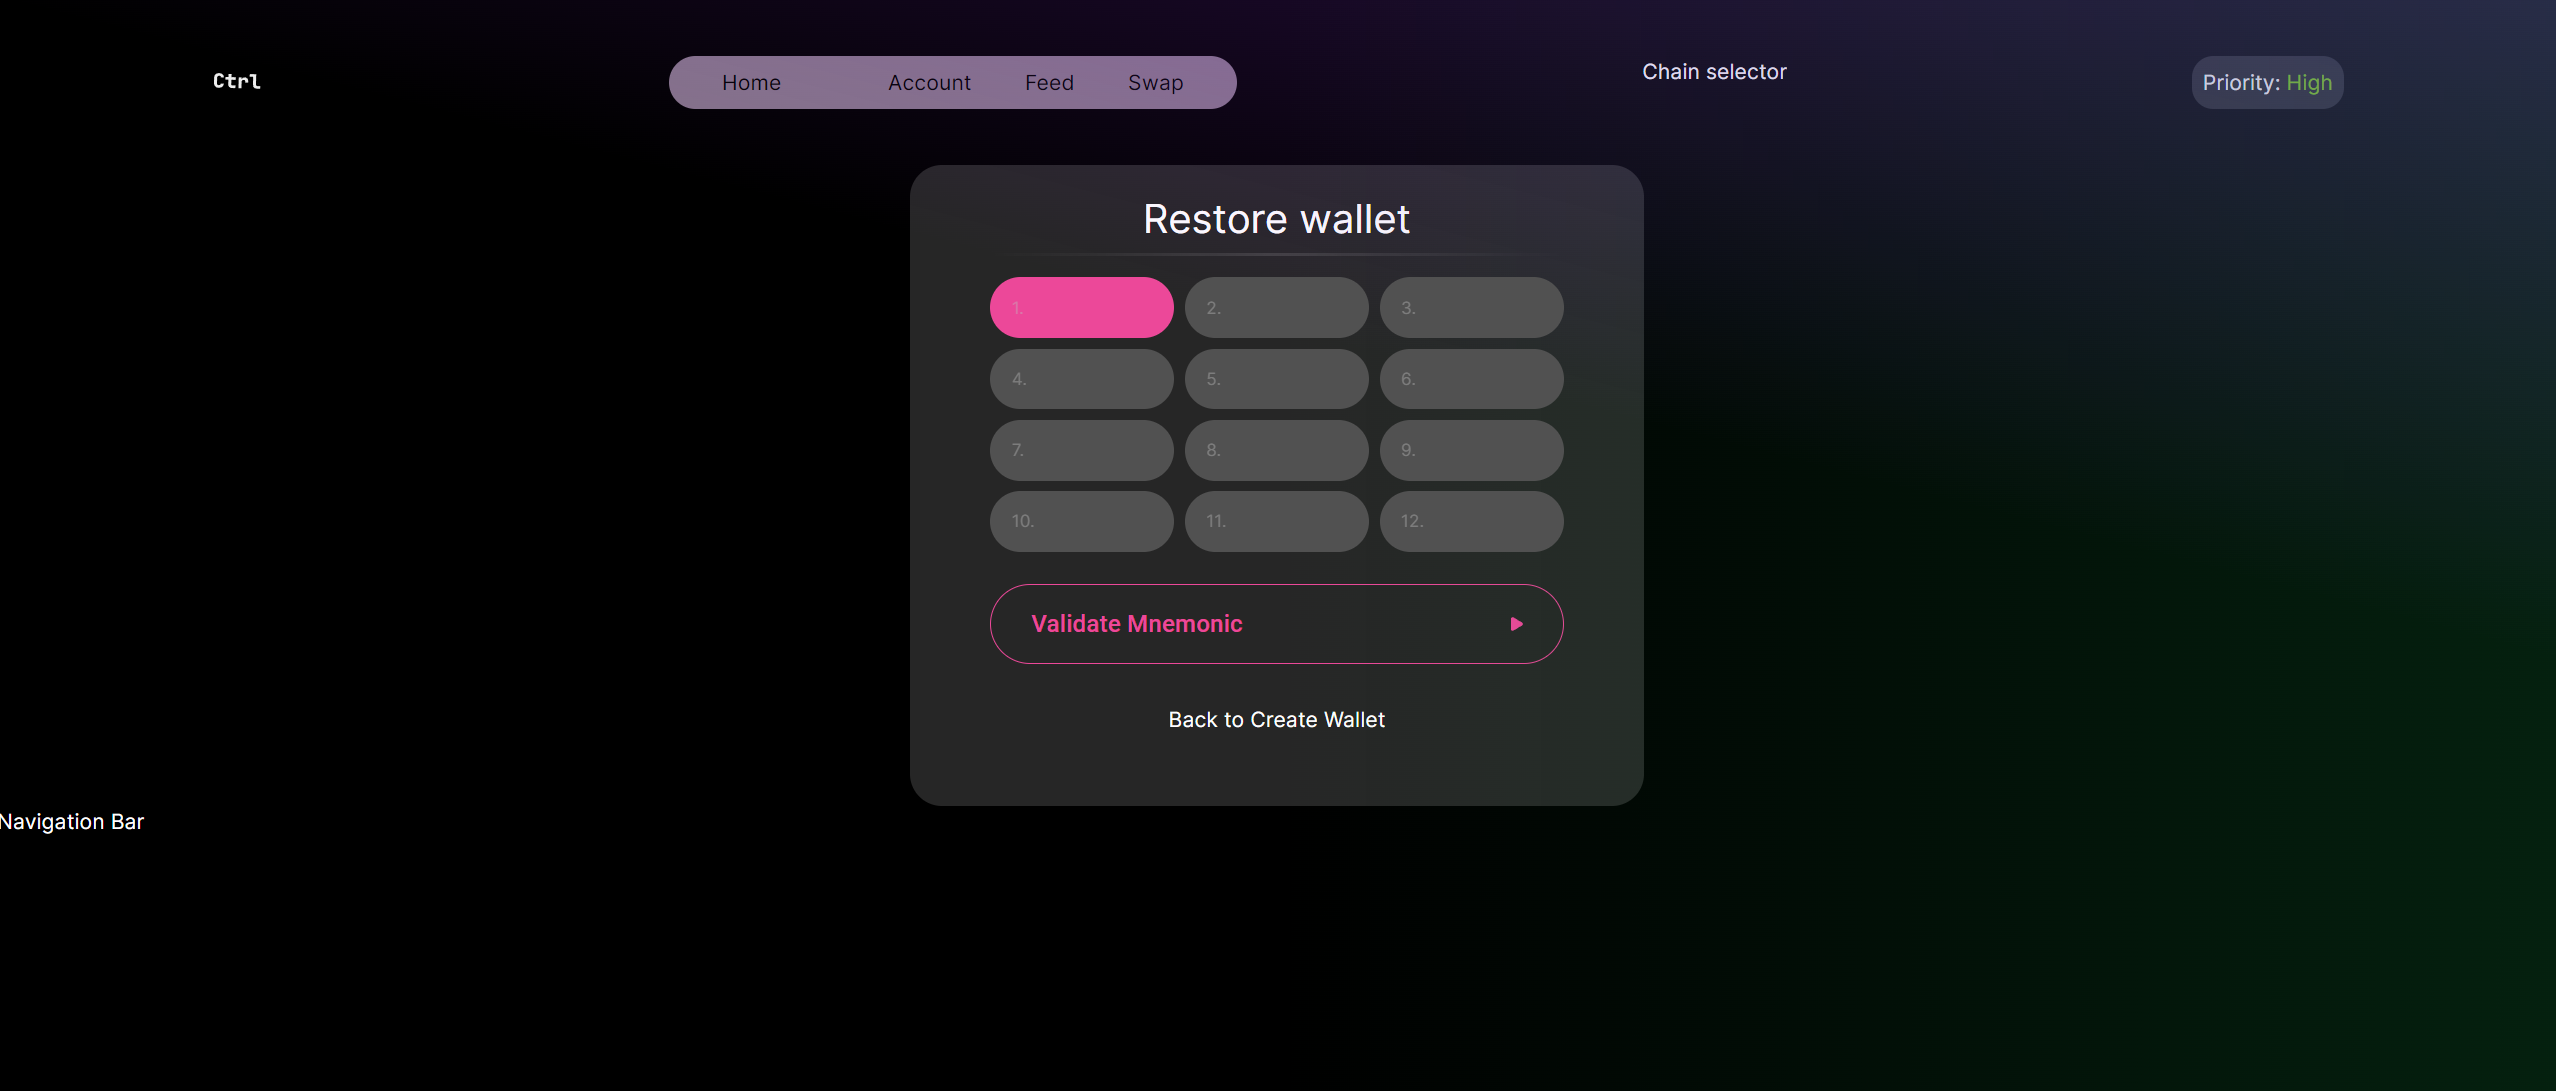 Ctrl
Home Account Feed Swap
Chain selector
Priority: High
Restore wallet
1. 2. 3.
4. 5. 6.
7. 8. 9.
10. 11. 12.
Validate Mnemonic
Back to Create Wallet
Navigation Bar